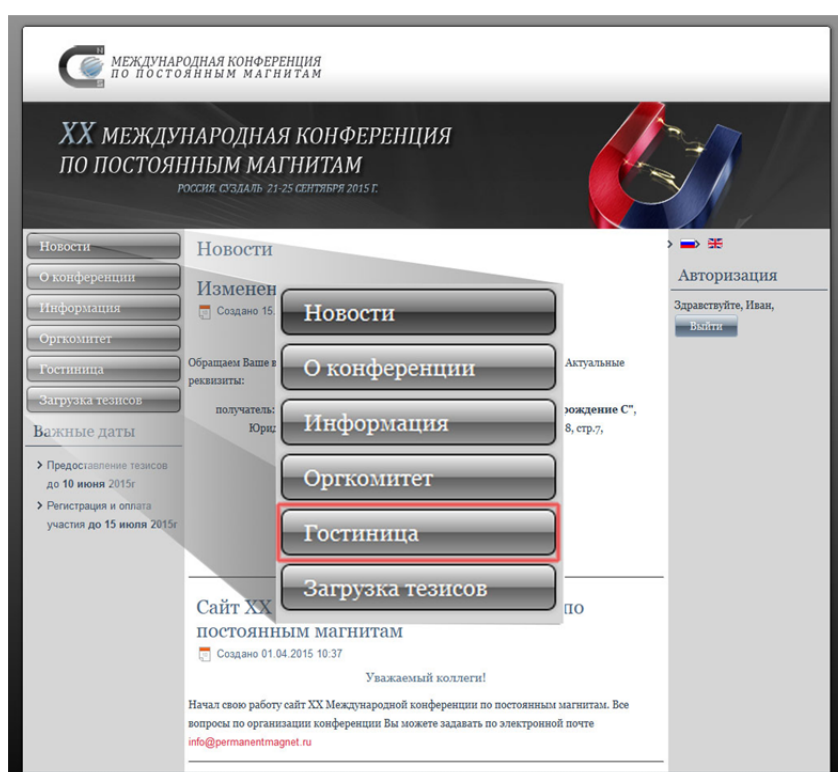 МЕЖДУНАРОДНАЯ КОНФЕРЕНЦИЯ
ПО ПОСТОЯННЫМ МАГНИТАМ
XX МЕЖДУНАРОДНАЯ КОНФЕРЕНЦИЯ
ПО ПОСТОЯННЫМ МАГНИТАМ
РОССИЯ. СУЗДАЛЬ 21-25 СЕНТЯБРЯ 2015 Г.
Новости
О конференции
Информация
Оргкомитет
Гостиница
Загрузка тезисов
Важные даты
Предоставление тезисов
до 10 июня 2015г
Регистрация и оплата
участия до 15 июля 2015г
Новости
Изменен
Создано 15.
Обращаем Ваше в Актуальные
реквизиты:
получатель: рождение С",
Юрид 8, стр.7,
Новости
О конференции
Информация
Оргкомитет
Гостиница
Загрузка тезисов
Сайт XX по
постоянным магнитам
Создано 01.04.2015 10:37
Уважаемый коллеги!
Начал свою работу сайт XX Международной конференции по постоянным магнитам. Все
вопросы по организации конференции Вы можете задавать по электронной почте
info@permanentmagnet.ru
Авторизация
Здравствуйте, Иван,
Выйти